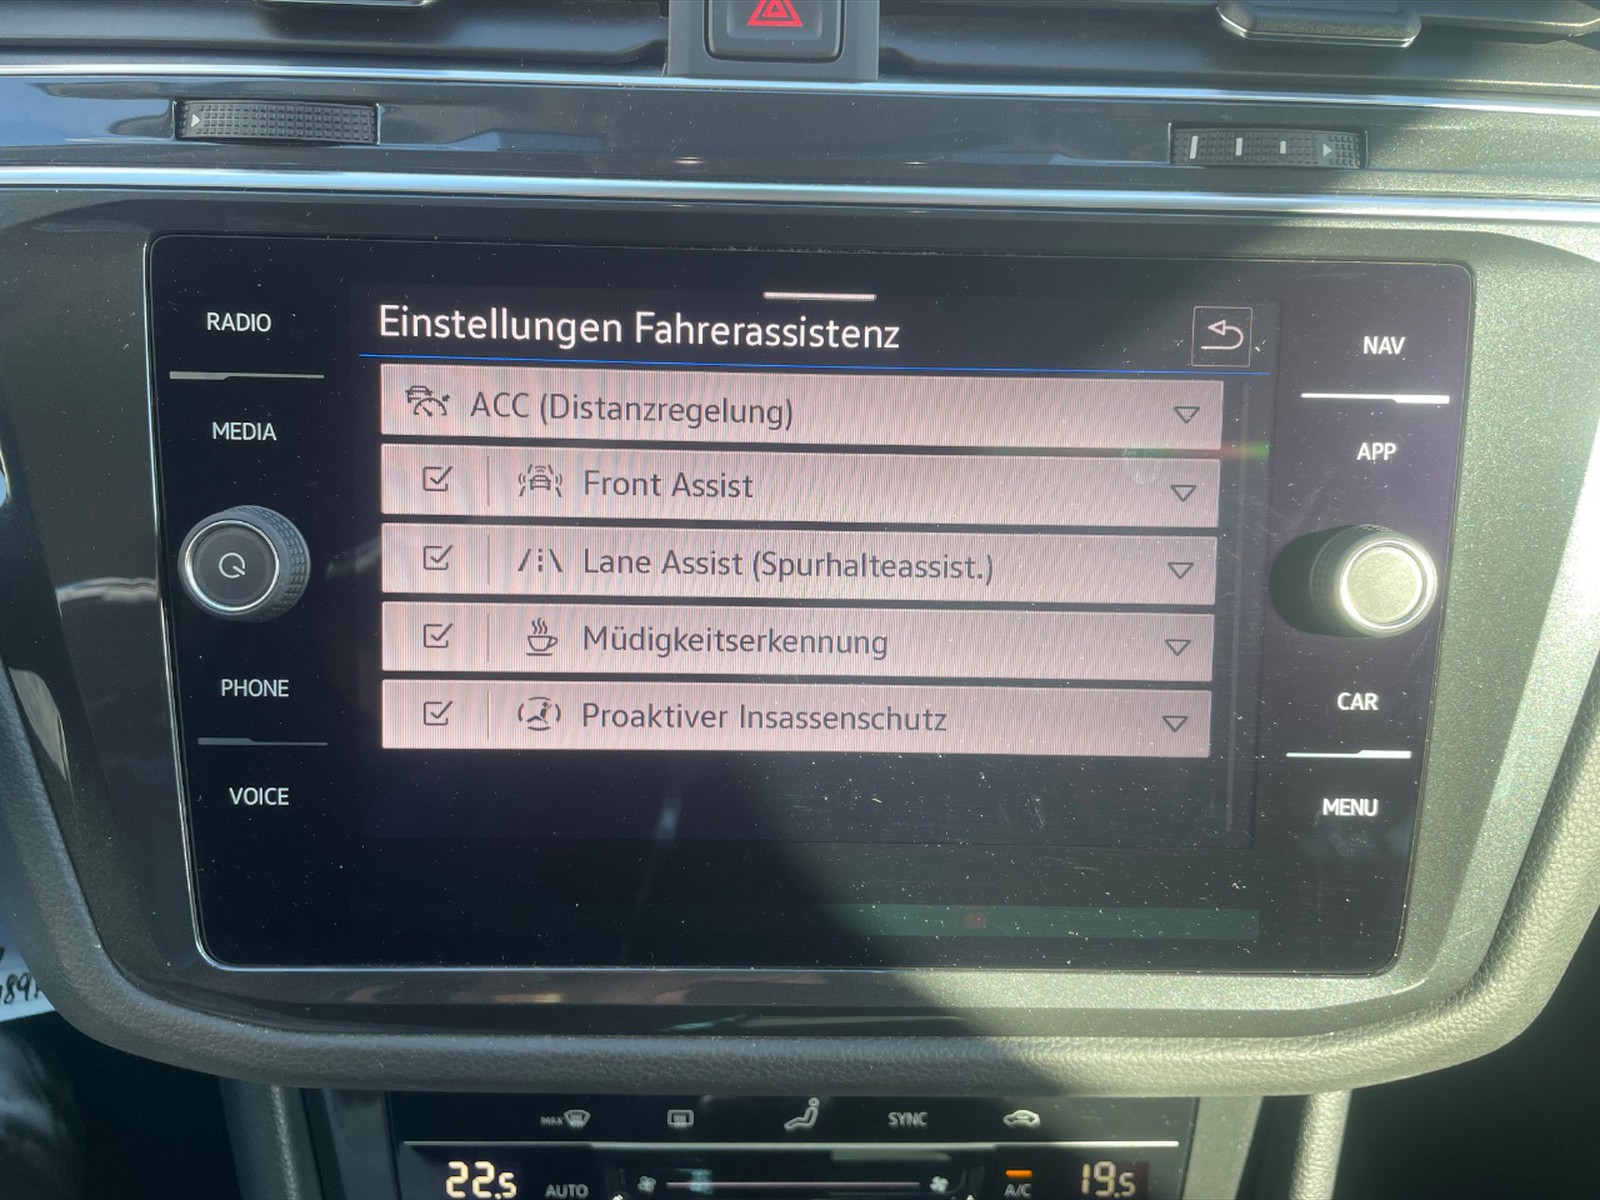 RADIO
MEDIA
PHONE
VOICE
Einstellungen Fahrerassistenz
ACC (Distanzregelung)
Front Assist
Lane Assist (Spurhalteassist.)
Müdigkeitserkennung
Proaktiver Insassenschutz
NAV
APP
CAR
MENU
MAX
SYNC
22.5
AUTO
A/C
19.5